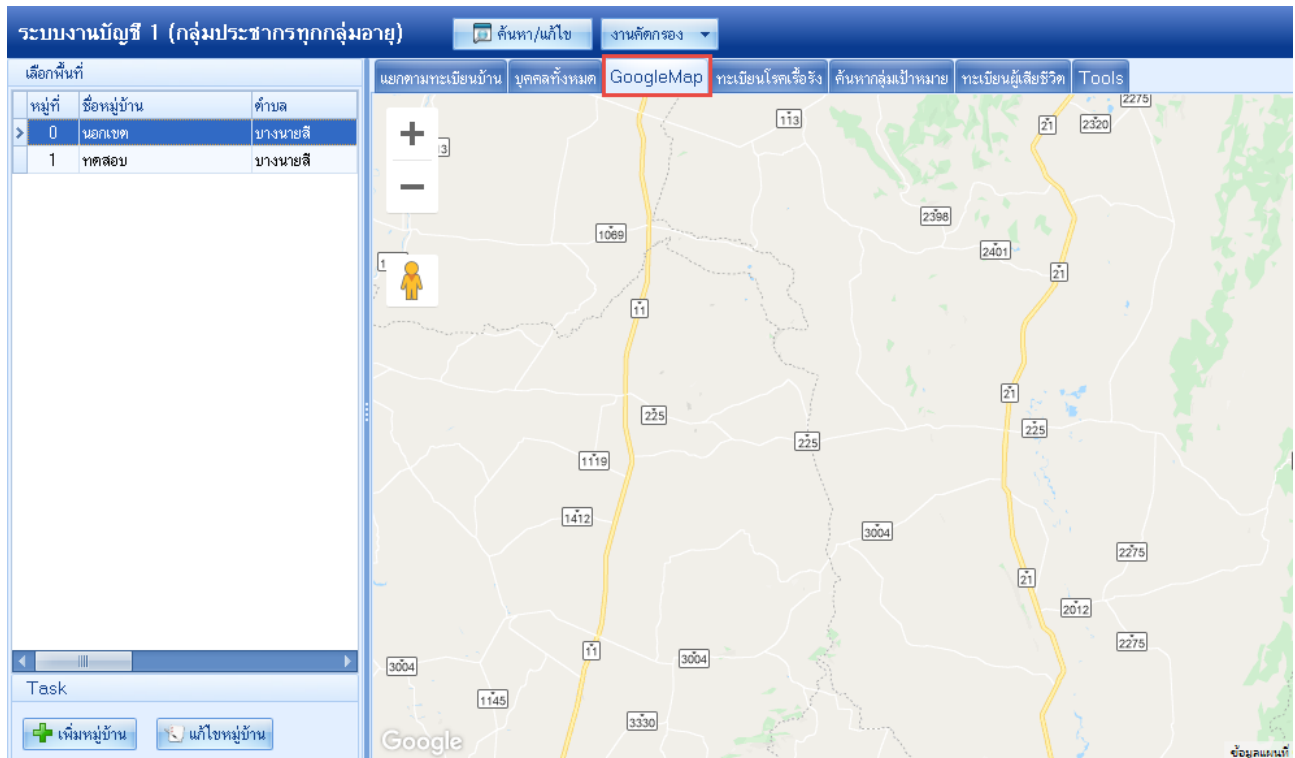 ระบบงานบัญชี 1 (กลุ่มประชากรทุกกลุ่มอายุ) ค้นหา/แก้ไข งานคัดกรอง
เลือกพื้นที่
แยกตามทะเบียนบ้าน บุคคลทั้งหมด GoogleMap ทะเบียนโรคเรื้อรัง ค้นหากลุ่มเป้าหมาย ทะเบียนผู้เสียชีวิต Tools
หมู่ที่ ชื่อหมู่บ้าน ตำบล
0 นอกเขต บางนายสี
1 ทดสอบ บางนายสี
2275
113 21 2320
3
2398
1069
2401
1
21
11
21
225
225
225
1119
1412
3004
2275
21
2012
2275
11
3004
3004
1145
3330
Google
ข้อมูลแผนที่
Task
เพิ่มหมู่บ้าน แก้ไขหมู่บ้าน